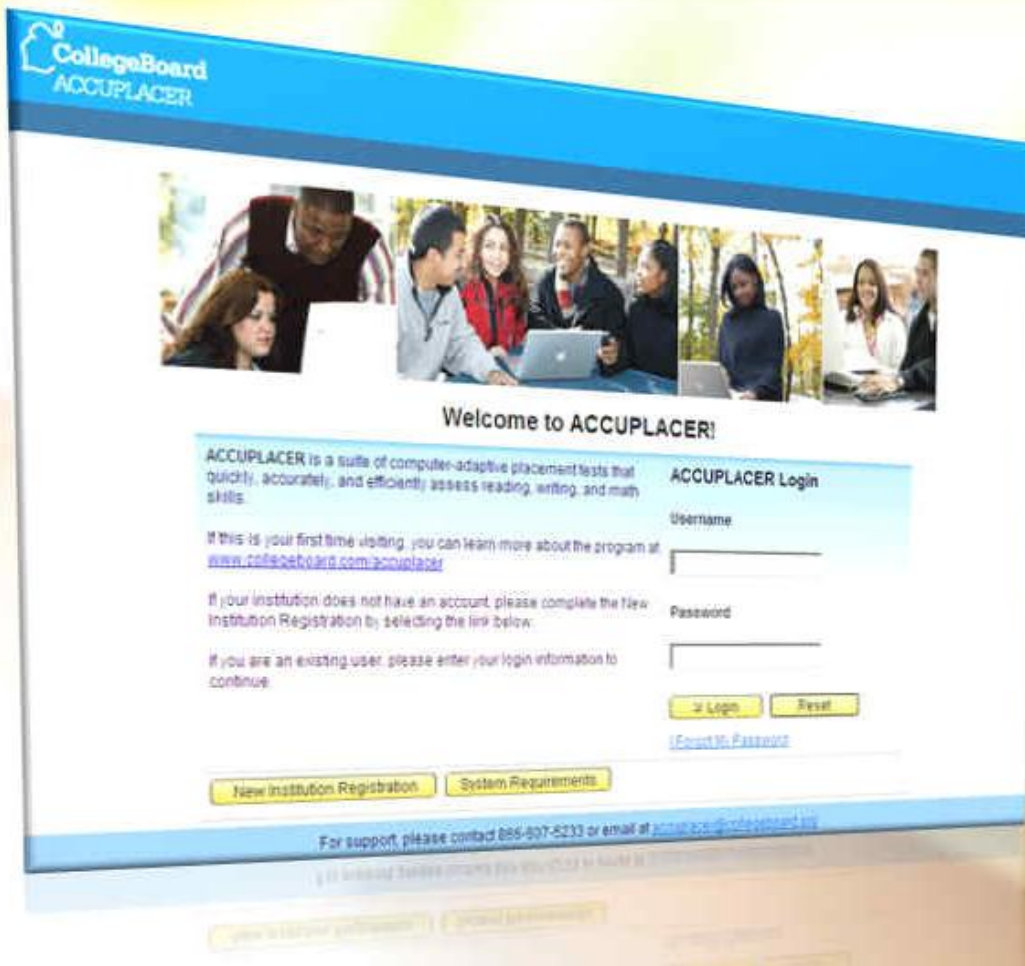 CollegeBoard
ACCUPLACER
Welcome to ACCUPLACER!
ACCUPLACER is a suite of computer-adaptive placement tests that
quickly, accurately, and efficiently assess reading, writing, and math
skills.
If this is your first time visiting, you can learn more about the program at
www.collegeboard.com/accuplacer
If your institution does not have an account, please complete the New
Institution Registration by selecting the link below.
If you are an existing user, please enter your login information to
continue.
ACCUPLACER Login
Username
Password
Login Reset
I Forgot My Password
New Institution Registration System Requirements
For support, please contact 866-607-5233 or email at accuplacer@collegeboard.org